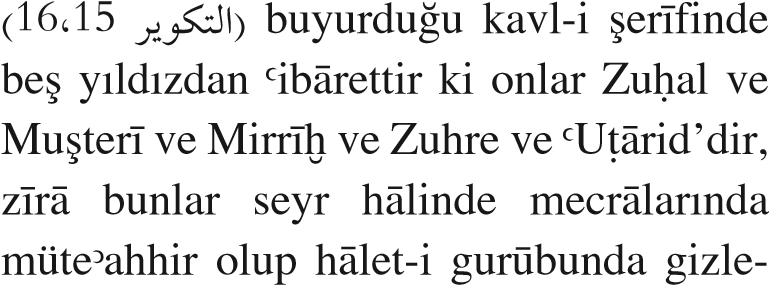 (التكوير 16،15) buyurduğu kavl-i şerīfinde
beş yıldızdan ʿibārettir ki onlar Zuḥal ve
Muşterī ve Mirrīḫ ve Zuhre ve ʿUṭārid’dir,
zīrā bunlar seyr hālinde mecrālarında
müteʾahhir olup hālet-i gurūbunda gizle-